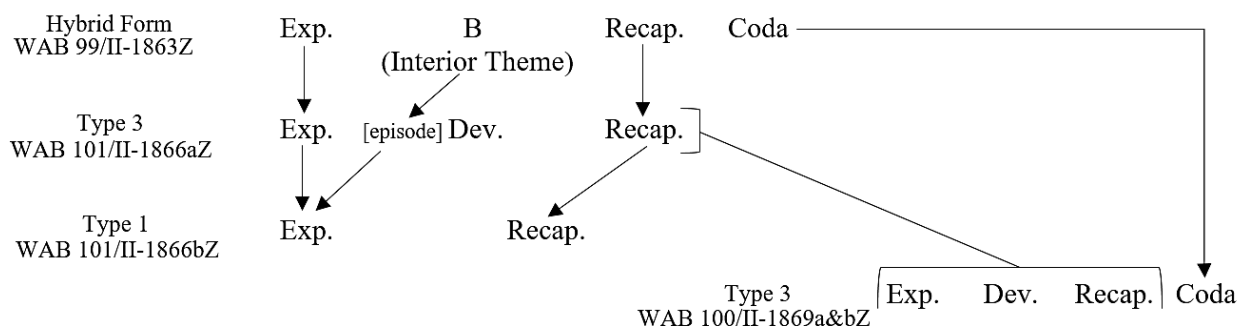 Hybrid Form Exp. B Recap. Coda
WAB 99/II-1863Z
(Interior Theme)
Type 3 Exp. [episode] Dev. Recap.
WAB 101/II-1866aZ
Type 1 Exp. Recap.
WAB 101/II-1866bZ
Type 3 Exp. Dev. Recap. Coda
WAB 100/II-1869a&bZ